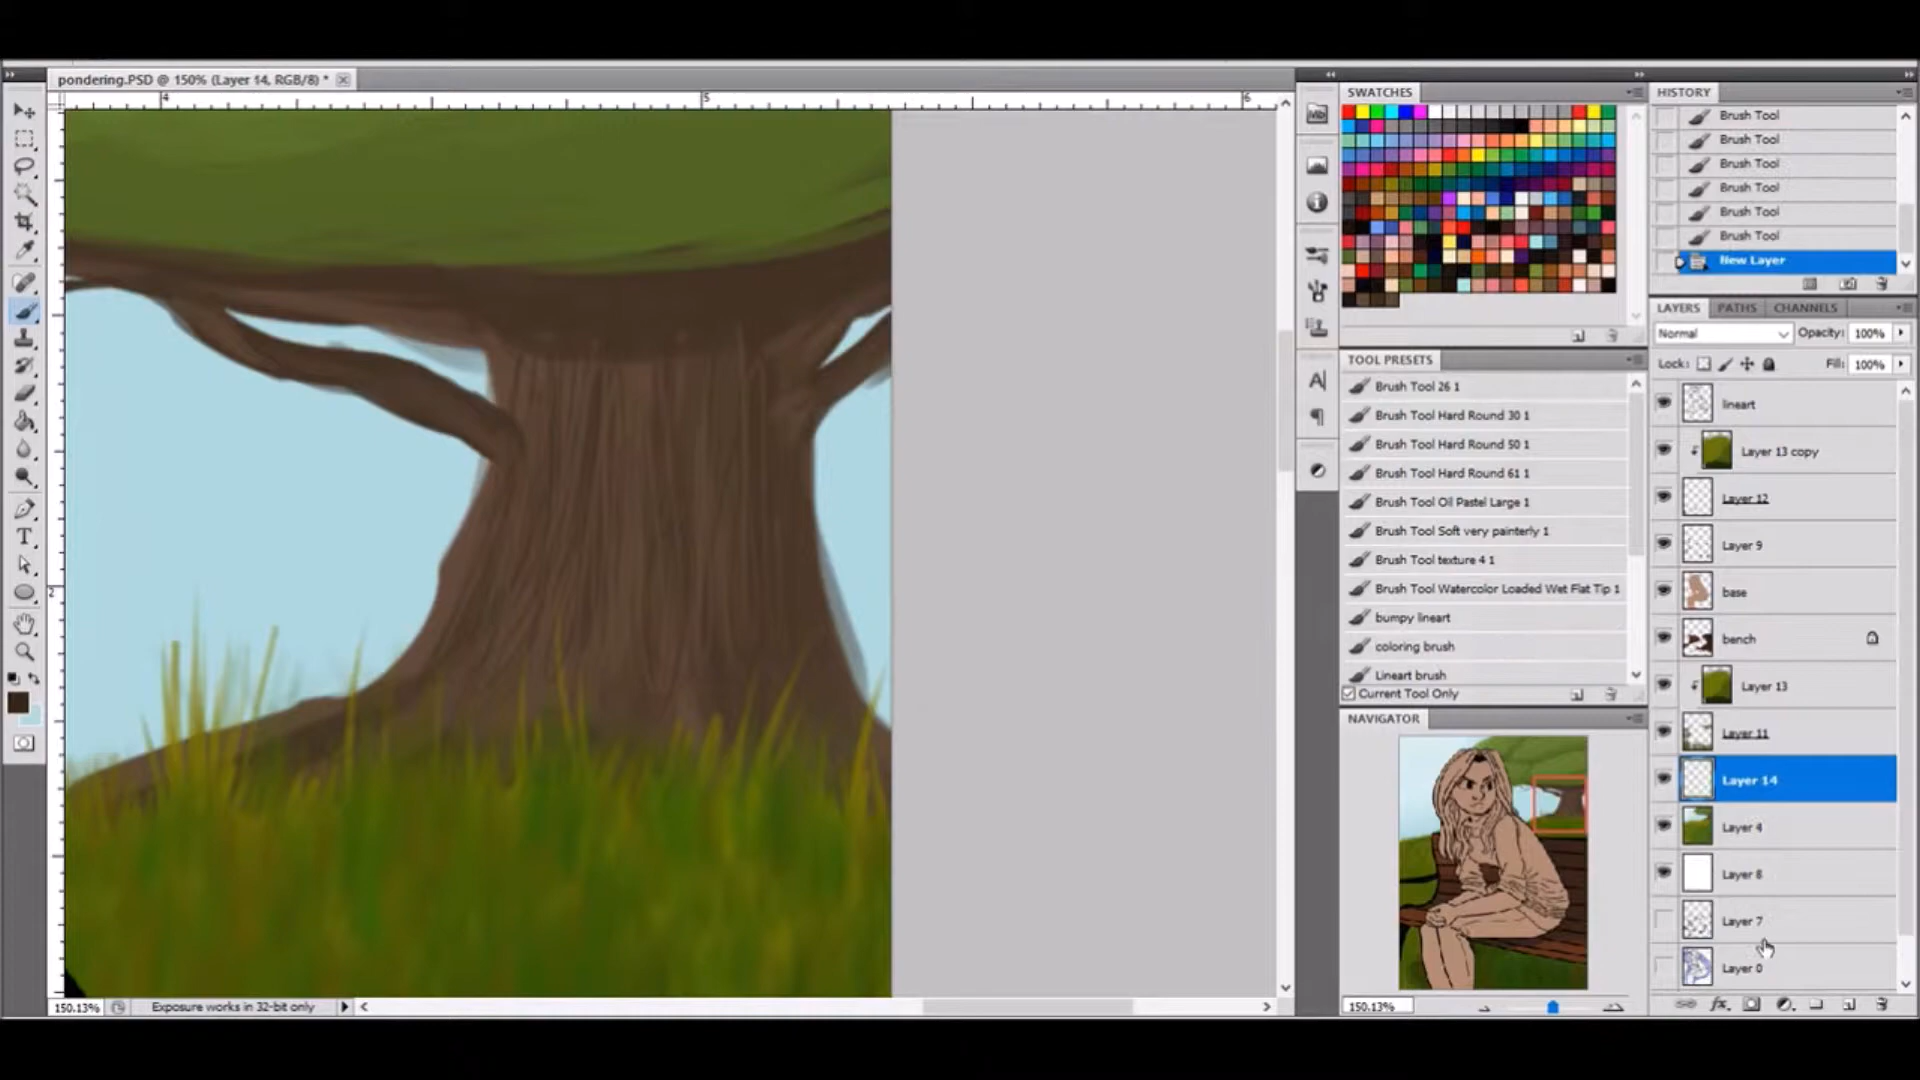 pondering.PSD @ 150% (Layer 14, RGB/8) *
4
5
6
2
150.13%
Exposure works in 32-bit only
SWATCHES
TOOL PRESETS
Brush Tool 26 1
Brush Tool Hard Round 30 1
Brush Tool Hard Round 50 1
Brush Tool Hard Round 61 1
Brush Tool Oil Pastel Large 1
Brush Tool Soft very painterly 1
Brush Tool texture 4 1
Brush Tool Watercolor Loaded Wet Flat Tip 1
bumpy lineart
coloring brush
Lineart brush
Current Tool Only
NAVIGATOR
150.13%
HISTORY
Brush Tool
Brush Tool
Brush Tool
Brush Tool
Brush Tool
Brush Tool
New Layer
LAYERS PATHS CHANNELS
Normal Opacity: 100%
Lock: Fill: 100%
lineart
Layer 13 copy
Layer 12
Layer 9
base
bench
Layer 13
Layer 11
Layer 14
Layer 4
Layer 8
Layer 7
Layer 0